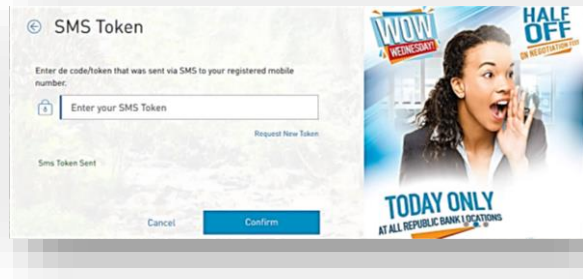 SMS Token
Enter de code/token that was sent via SMS to your registered mobile
number.
Enter your SMS Token
Request New Token
Sms Token Sent
Cancel
Confirm
WOW
WEDNESDAY!
HALF
OFF
ON NEGOTIATION FEES
TODAY ONLY
AT ALL REPUBLIC BANK LOCATIONS